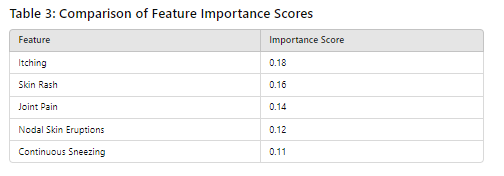 Table 3: Comparison of Feature Importance Scores
Feature Importance Score
Itching 0.18
Skin Rash 0.16
Joint Pain 0.14
Nodal Skin Eruptions 0.12
Continuous Sneezing 0.11